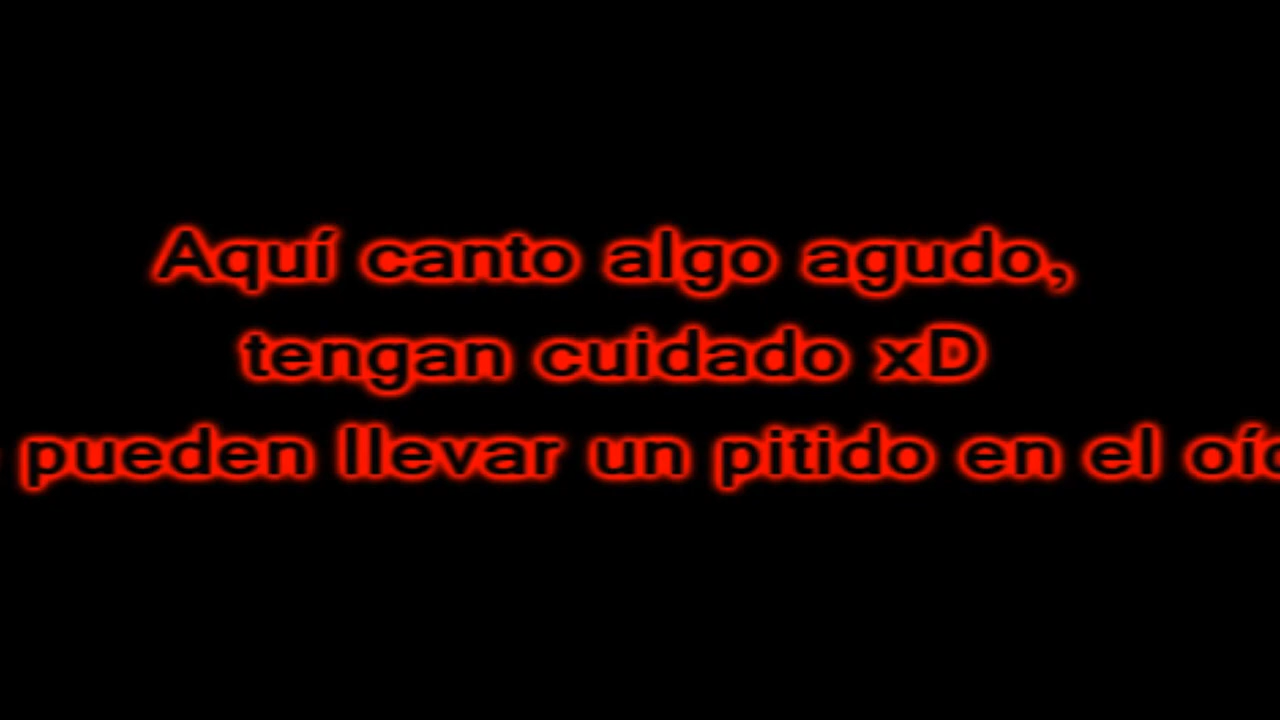 Aquí canto algo agudo,
tengan cuidado xD
pueden llevar un pitido en el